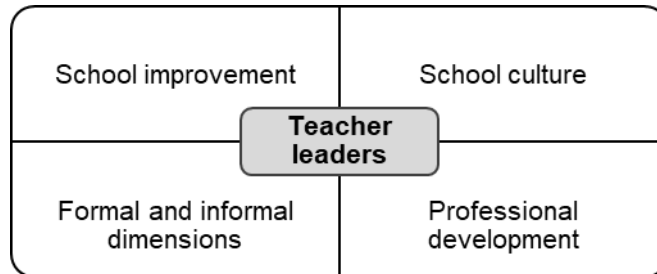 School improvement
School culture
Teacher
leaders
Formal and informal
dimensions
Professional
development